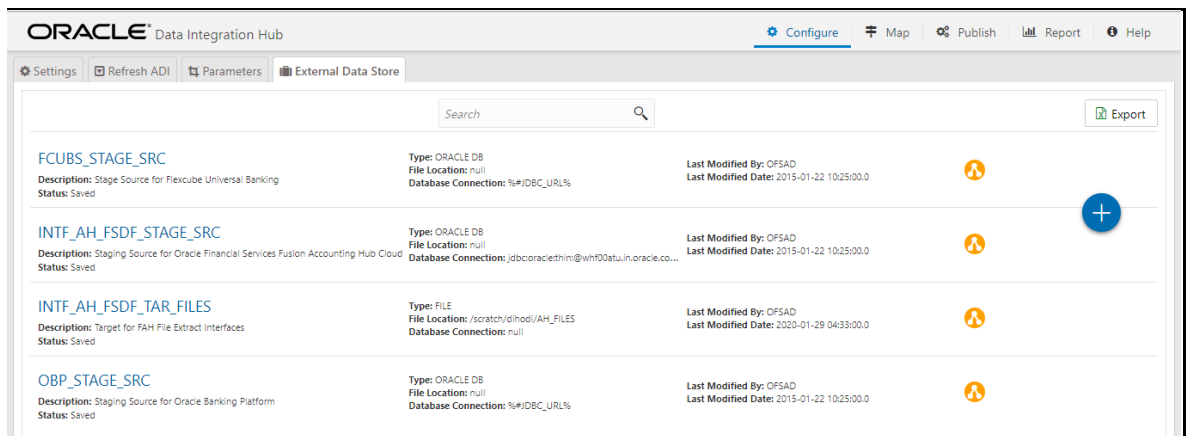 ORACLE® Data Integration Hub
Configure Map Publish Report Help
Settings Refresh ADI Parameters External Data Store
Search
Export
FCUBS_STAGE_SRC
Description: Stage Source for Flexcube Universal Banking
Status: Saved
Type: ORACLE DB
File Location: null
Database Connection: %#JDBC_URL%
Last Modified By: OFSAD
Last Modified Date: 2015-01-22 10:25:00.0
INTF_AH_FSDF_STAGE_SRC
Description: Staging Source for Oracle Financial Services Fusion Accounting Hub Cloud
Status: Saved
Type: ORACLE DB
File Location: null
Database Connection: jdbc:oracle:thin:@whf00atu.in.oracle.co...
Last Modified By: OFSAD
Last Modified Date: 2015-01-22 10:25:00.0
INTF_AH_FSDF_TAR_FILES
Description: Target for FAH File Extract Interfaces
Status: Saved
Type: FILE
File Location: /scratch/dihodi/AH_FILES
Database Connection: null
Last Modified By: OFSAD
Last Modified Date: 2020-01-29 04:33:00.0
OBP_STAGE_SRC
Description: Staging Source for Oracle Banking Platform
Status: Saved
Type: ORACLE DB
File Location: null
Database Connection: %#JDBC_URL%
Last Modified By: OFSAD
Last Modified Date: 2015-01-22 10:25:00.0